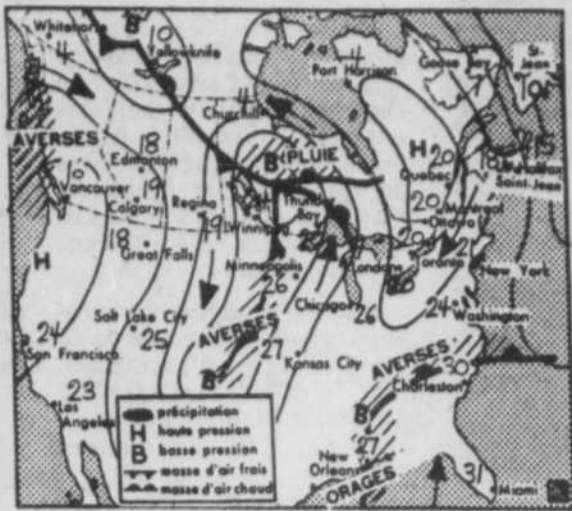 Whitehorse
B
10
Yellowknife
4
4
Port Harrison
Goose Bay
St-
Jean
10
4
Churchill
AVERSES
18
Edmonton
10
Vancouver
19
Calgary
Regina
19
Winnipeg
B
PLUIE
Thunder
Bay
H
20
Québec
20
Ottawa
Montréal
18
15
Saint-Jean
18
Great Falls
H
Minneapolis
26
London
20
Toronto
21
New York
Chicago
26
24
Washington
Salt Lake City
25
24
San Francisco
AVERSES
27
Kansas City
B
AVERSES
30
Charleston
23
Los
Angeles
B
27
New
Orleans
ORAGES
31
Miami
précipitation
H haute pression
B basse pression
masse d'air frais
masse d'air chaud